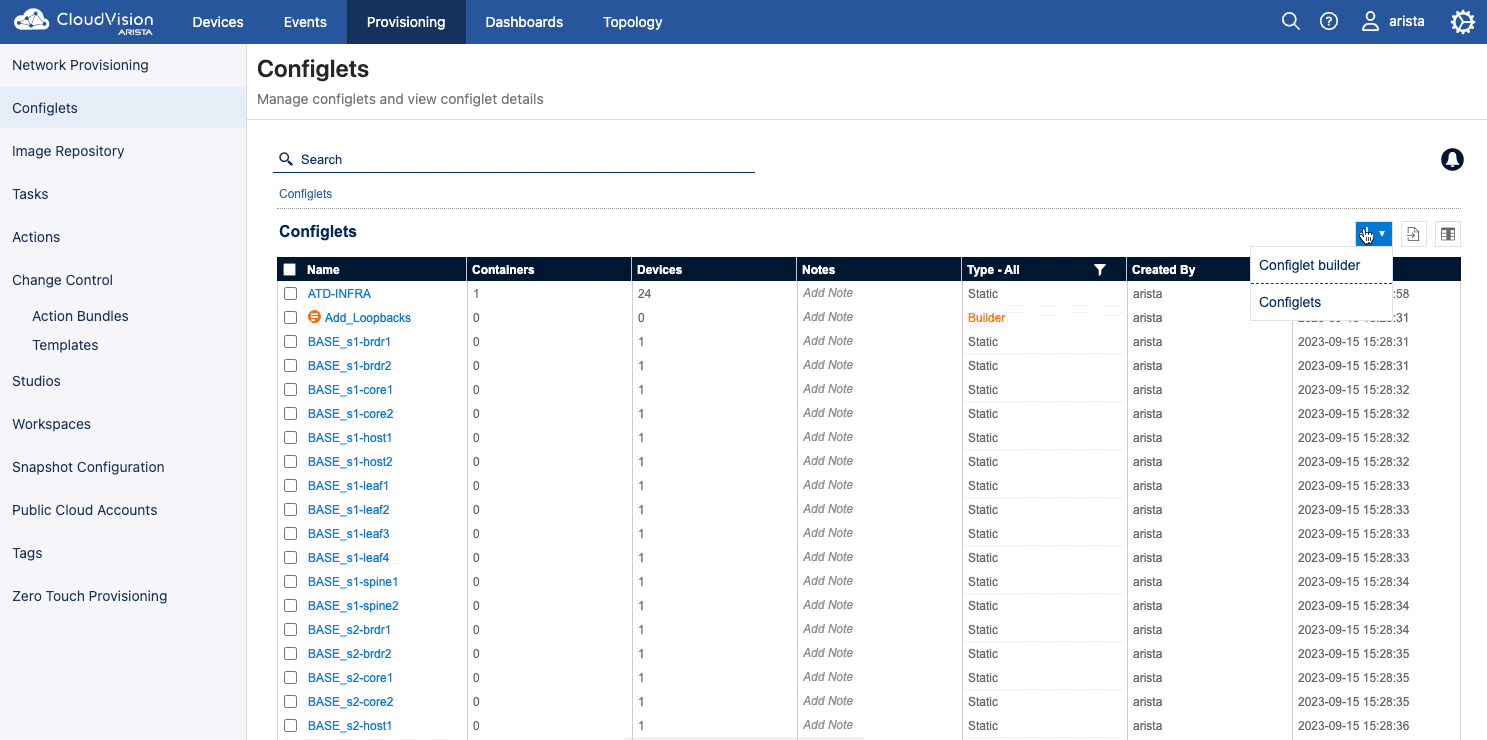 CloudVision
ARISTA
Devices Events Provisioning Dashboards Topology
? arista
Network Provisioning
Configlets
Image Repository
Tasks
Actions
Change Control
Action Bundles
Templates
Studios
Workspaces
Snapshot Configuration
Public Cloud Accounts
Tags
Zero Touch Provisioning
Configlets
Manage configlets and view configlet details
Search
Configlets
Configlets
Configlet builder
Configlets
Name Containers Devices Notes Type - All Created By
ATD-INFRA 1 24 Add Note Static arista :58
Add_Loopbacks 0 0 Add Note Builder arista :31
BASE_s1-brdr1 0 1 Add Note Static arista 2023-09-15 15:28:31
BASE_s1-brdr2 0 1 Add Note Static arista 2023-09-15 15:28:31
BASE_s1-core1 0 1 Add Note Static arista 2023-09-15 15:28:32
BASE_s1-core2 0 1 Add Note Static arista 2023-09-15 15:28:32
BASE_s1-host1 0 1 Add Note Static arista 2023-09-15 15:28:32
BASE_s1-host2 0 1 Add Note Static arista 2023-09-15 15:28:32
BASE_s1-leaf1 0 1 Add Note Static arista 2023-09-15 15:28:33
BASE_s1-leaf2 0 1 Add Note Static arista 2023-09-15 15:28:33
BASE_s1-leaf3 0 1 Add Note Static arista 2023-09-15 15:28:33
BASE_s1-leaf4 0 1 Add Note Static arista 2023-09-15 15:28:33
BASE_s1-spine1 0 1 Add Note Static arista 2023-09-15 15:28:34
BASE_s1-spine2 0 1 Add Note Static arista 2023-09-15 15:28:34
BASE_s2-brdr1 0 1 Add Note Static arista 2023-09-15 15:28:34
BASE_s2-brdr2 0 1 Add Note Static arista 2023-09-15 15:28:35
BASE_s2-core1 0 1 Add Note Static arista 2023-09-15 15:28:35
BASE_s2-core2 0 1 Add Note Static arista 2023-09-15 15:28:35
BASE_s2-host1 0 1 Add Note Static arista 2023-09-15 15:28:36